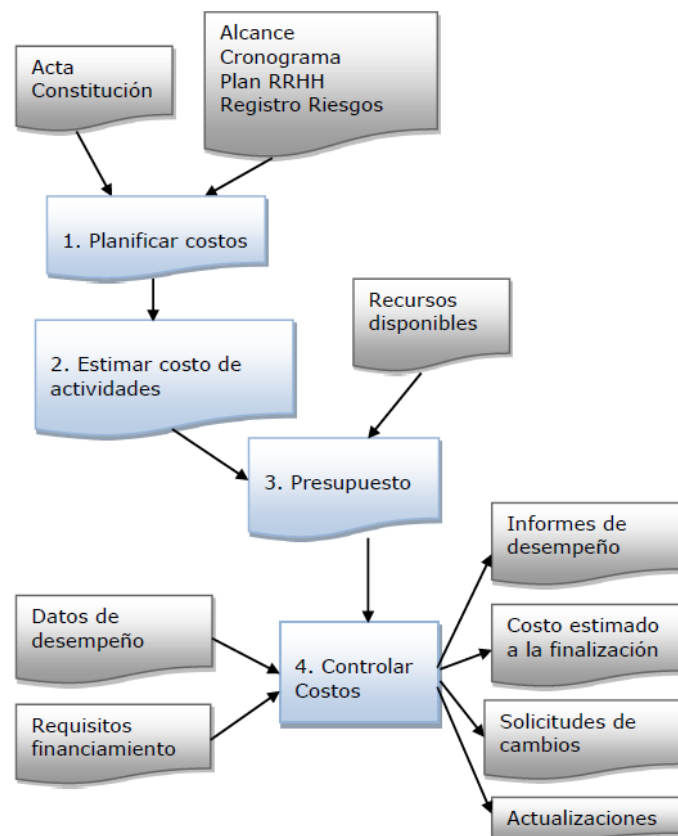 Acta
Constitución
Alcance
Cronograma
Plan RRHH
Registro Riesgos
1. Planificar costos
2. Estimar costo de
actividades
Recursos
disponibles
3. Presupuesto
Datos de
desempeño
Requisitos
financiamiento
4. Controlar
Costos
Informes de
desempeño
Costo estimado
a la finalización
Solicitudes de
cambios
Actualizaciones